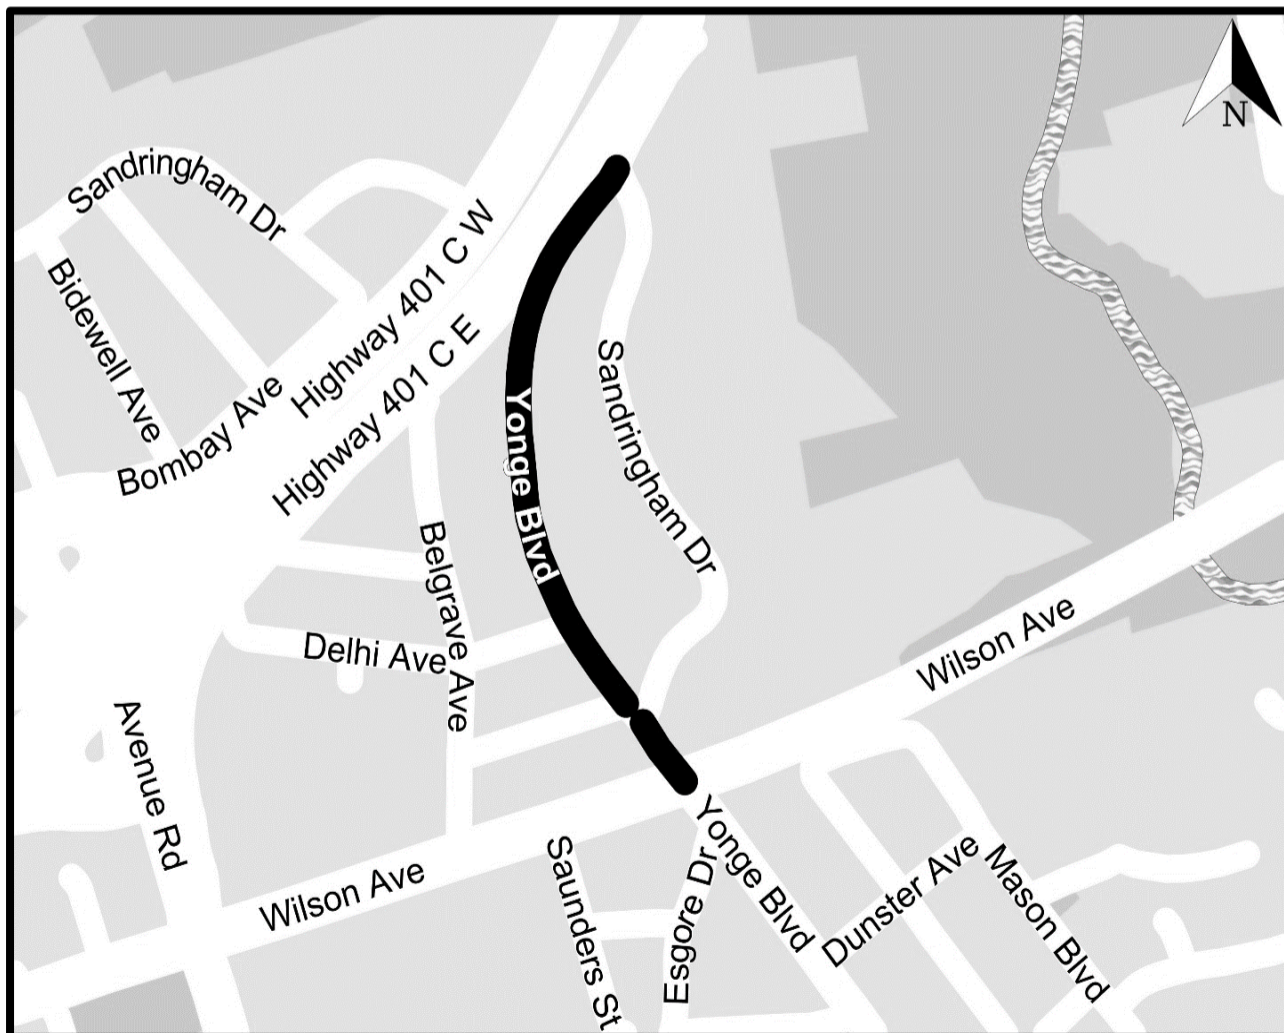 N
Sandringham Dr
Highway 401 C W
Bidewell Ave
Highway 401 C E
Bombay Ave
Sandringham Dr
Yonge Blvd
Belgrave Ave
Delhi Ave
Ave
Wilson Ave
Avenue Rd
Yonge Blvd
Saunders St
Esgore Dr
Wilson Ave
Dunster Ave
Mason Blvd